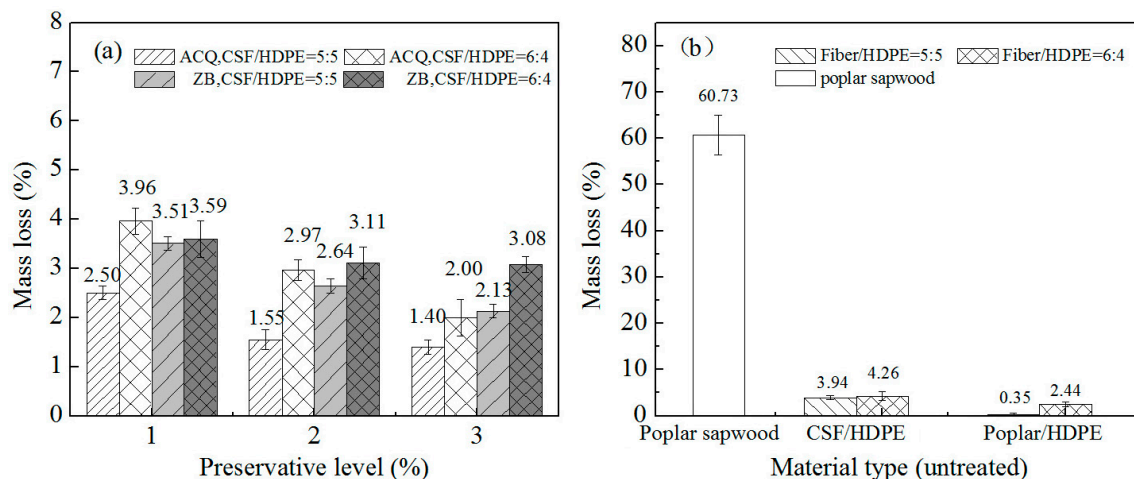 (a)
ACQ,CSF/HDPE=5:5 ACQ,CSF/HDPE=6:4
ZB,CSF/HDPE=5:5 ZB,CSF/HDPE=6:4
8
7
6
5
4
3
2
1
0
Mass loss (%)
2.50 3.96 3.51 3.59
1.55 2.97 2.64 3.11
1.40 2.00 2.13 3.08
1 2 3
Preservative level (%)
(b)
Fiber/HDPE=5:5 Fiber/HDPE=6:4
poplar sapwood
80
70
60
50
40
30
20
10
0
Mass loss (%)
60.73
3.94 4.26
0.35 2.44
Poplar sapwood CSF/HDPE Poplar/HDPE
Material type (untreated)